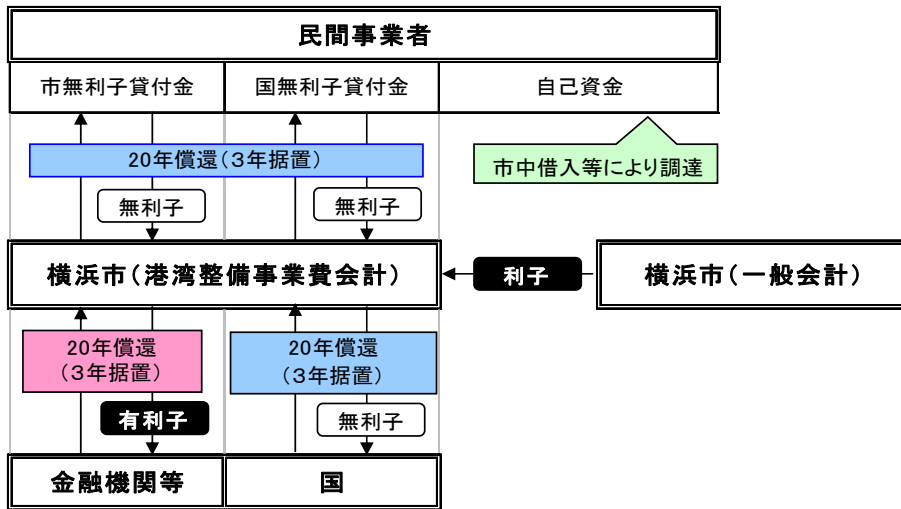 民間事業者
市無利子貸付金
国無利子貸付金
自己資金
20年償還(3年据置)
市中借入等により調達
無利子
無利子
横浜市(港湾整備事業費会計)
利子
横浜市(一般会計)
20年償還
(3年据置)
20年償還
(3年据置)
有利子
無利子
金融機関等
国